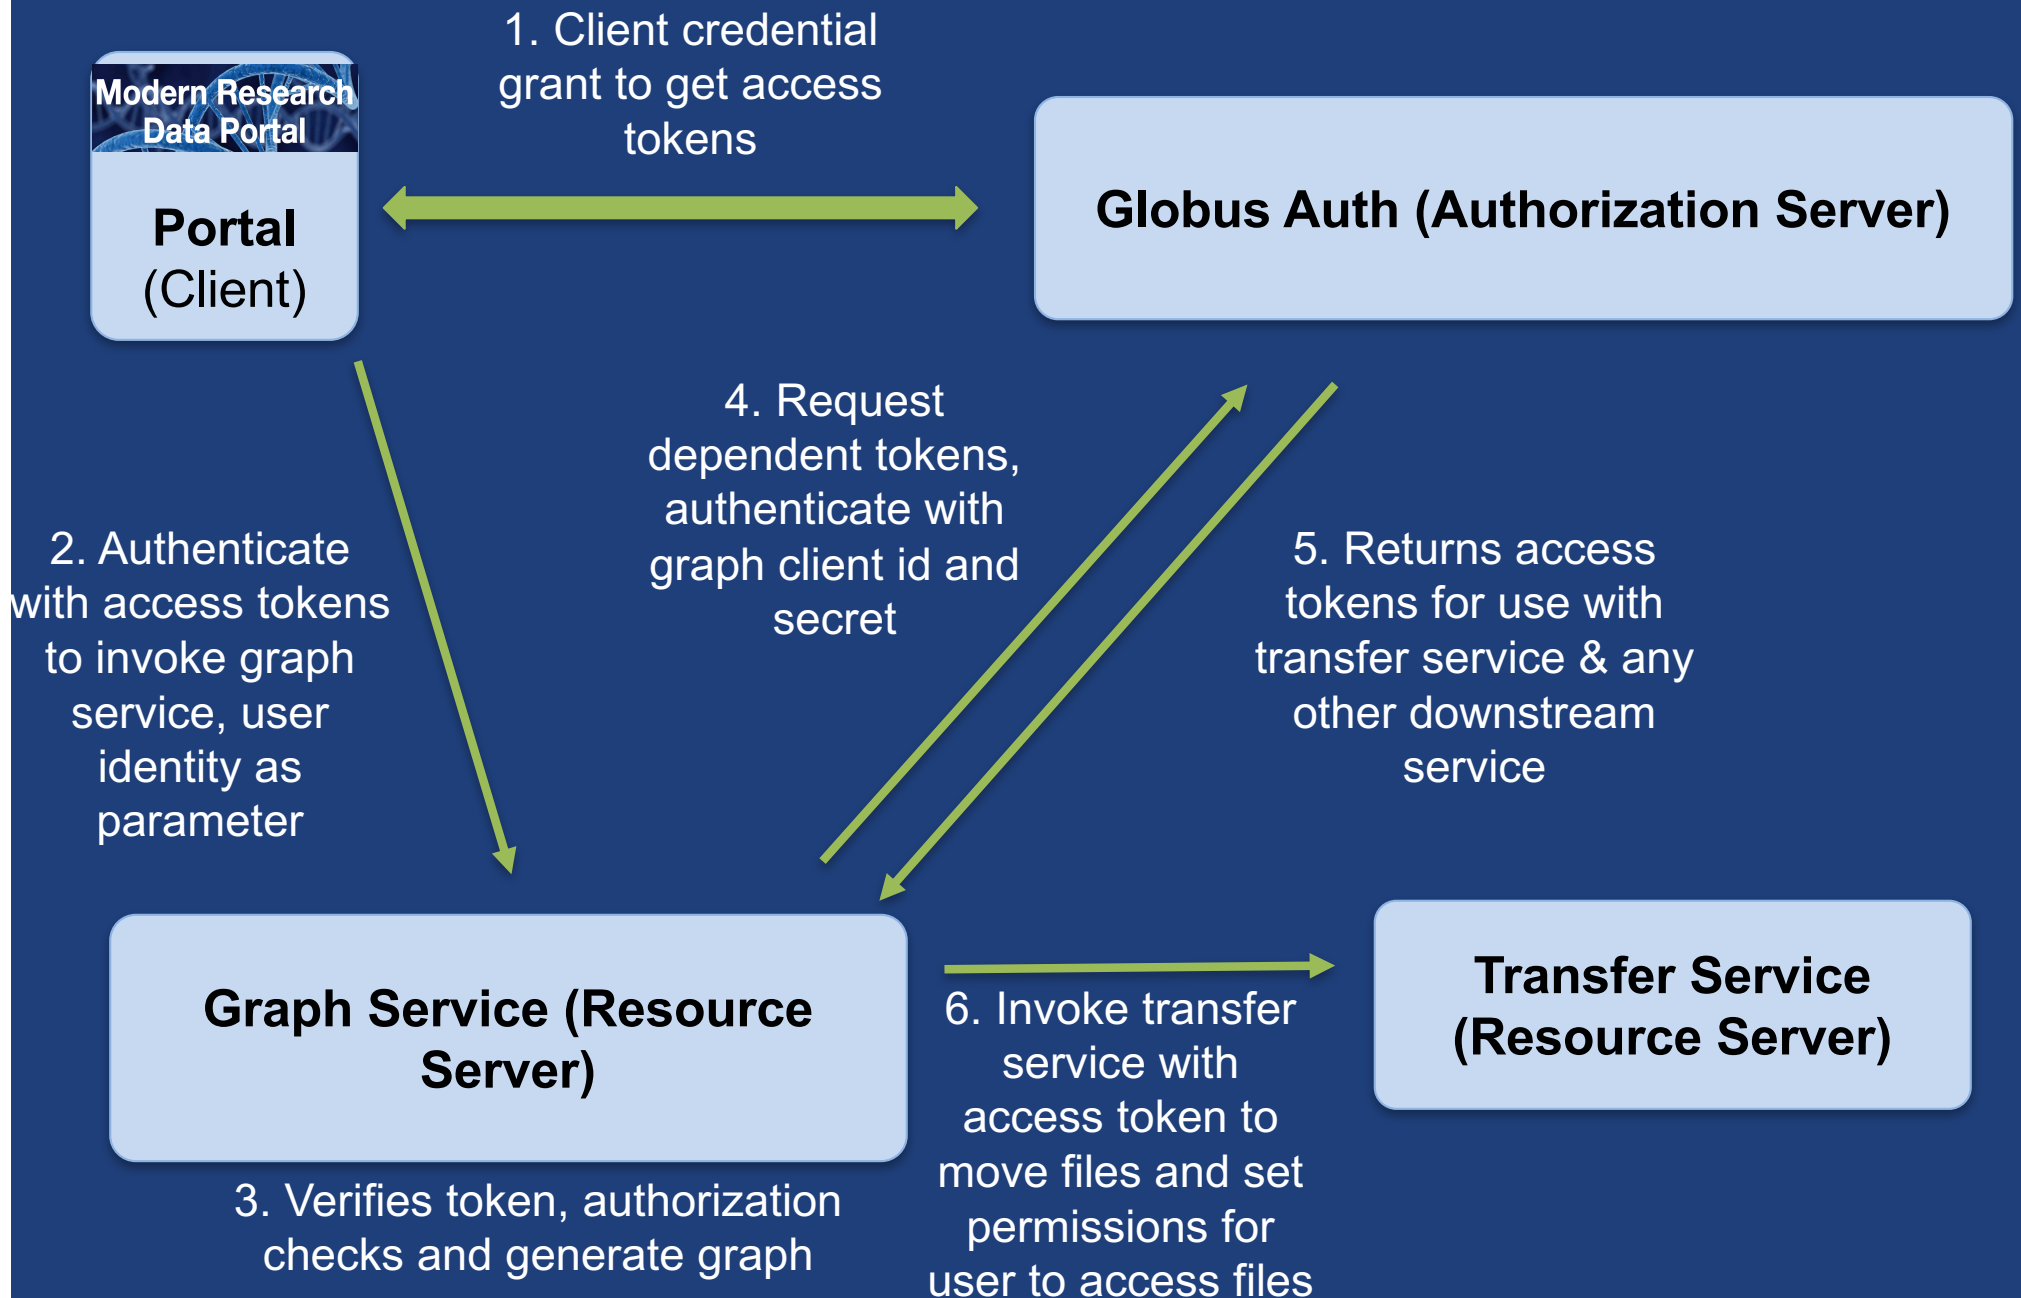 1. Client credential
grant to get access
tokens
Modern Research
Data Portal
Portal
(Client)
Globus Auth (Authorization Server)
4. Request
dependent tokens,
authenticate with
graph client id and
secret
2. Authenticate
with access tokens
to invoke graph
service, user
identity as
parameter
5. Returns access
tokens for use with
transfer service & any
other downstream
service
Graph Service (Resource
Server)
3. Verifies token, authorization
checks and generate graph
6. Invoke transfer
service with
access token to
move files and set
permissions for
user to access files
Transfer Service
(Resource Server)